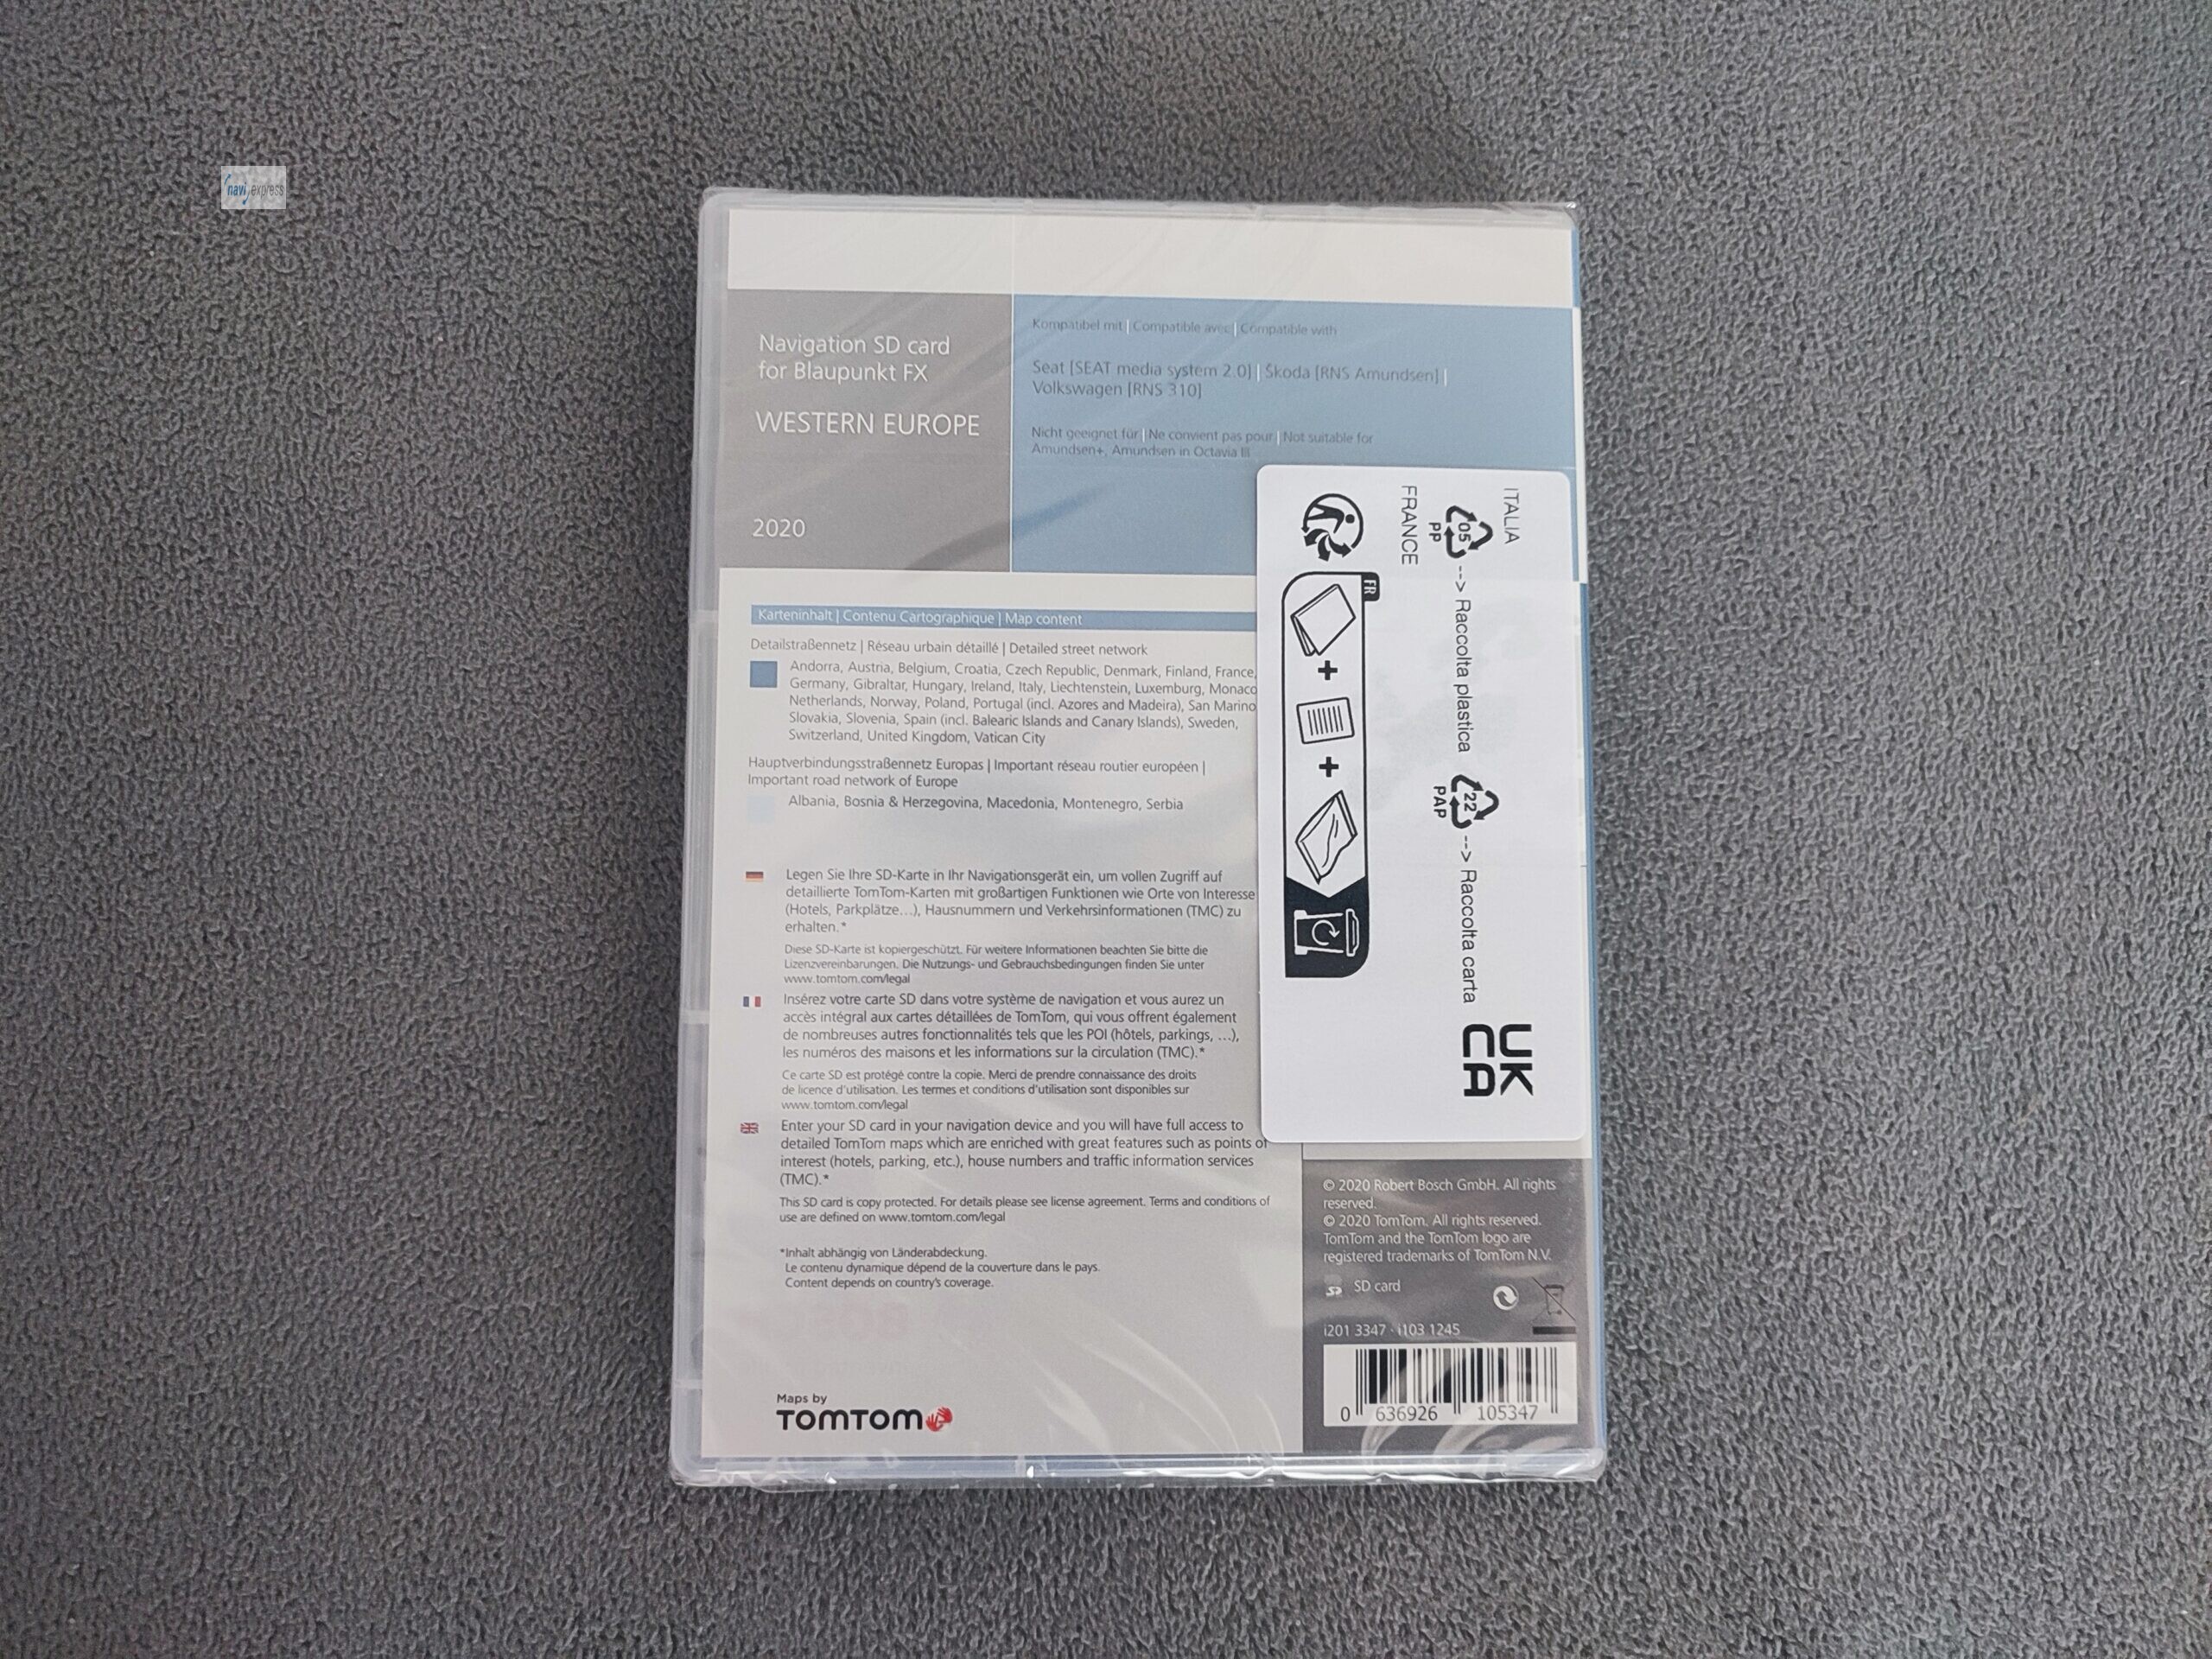 navi express
Navigation SD card
for Blaupunkt FX
WESTERN EUROPE
2020
Kompatibel mit | Compatible avec | Compatible with
Seat [SEAT media system 2.0] | Škoda [RNS Amundsen] |
Volkswagen [RNS 310]
Nicht geeignet für | Ne convient pas pour | Not suitable for
Amundsen+, Amundsen in Octavia III
Karteninhalt | Contenu Cartographique | Map content
Detailstraßennetz | Réseau urbain détaillé | Detailed street network
Andorra, Austria, Belgium, Croatia, Czech Republic, Denmark, Finland, France,
Germany, Gibraltar, Hungary, Ireland, Italy, Liechtenstein, Luxemburg, Monaco
Netherlands, Norway, Poland, Portugal (incl. Azores and Madeira), San Marino
Slovakia, Slovenia, Spain (incl. Balearic Islands and Canary Islands), Sweden,
Switzerland, United Kingdom, Vatican City
Hauptverbindungsstraßennetz Europas | Important réseau routier européen |
Important road network of Europe
Albania, Bosnia & Herzegovina, Macedonia, Montenegro, Serbia
Legen Sie Ihre SD-Karte in Ihr Navigationsgerät ein, um vollen Zugriff auf
detaillierte TomTom-Karten mit großartigen Funktionen wie Orte von Interesse
(Hotels, Parkplätze...), Hausnummern und Verkehrsinformationen (TMC) zu
erhalten.*
Diese SD-Karte ist kopiergeschützt. Für weitere Informationen beachten Sie bitte die
Lizenzvereinbarungen. Die Nutzungs- und Gebrauchsbedingungen finden Sie unter
www.tomtom.com/legal
Insérez votre carte SD dans votre système de navigation et vous aurez un
accès intégral aux cartes détaillées de TomTom, qui vous offrent également
de nombreuses autres fonctionnalités tels que les POI (hôtels, parkings, ...),
les numéros des maisons et les informations sur la circulation (TMC).*
Ce carte SD est protégé contre la copie. Merci de prendre connaissance des droits
de licence d'utilisation. Les termes et conditions d'utilisation sont disponibles sur
www.tomtom.com/legal
Enter your SD card in your navigation device and you will have full access to
detailed TomTom maps which are enriched with great features such as points of
interest (hotels, parking, etc.), house numbers and traffic information services
(TMC).*
This SD card is copy protected. For details please see license agreement. Terms and conditions of
use are defined on www.tomtom.com/legal
*Inhalt abhängig von Länderabdeckung.
Le contenu dynamique dépend de la couverture dans le pays.
Content depends on country's coverage.
Maps by
TOMTOM
ITALIA
05 --> Raccolta plastica 22 --> Raccolta carta
PP PAP
UK
CA
FRANCE
FR
© 2020 Robert Bosch GmbH. All rights
reserved.
© 2020 TomTom. All rights reserved.
TomTom and the TomTom logo are
registered trademarks of TomTom N.V.
SD card
i201 3347 · i103 1245
0 636926 105347